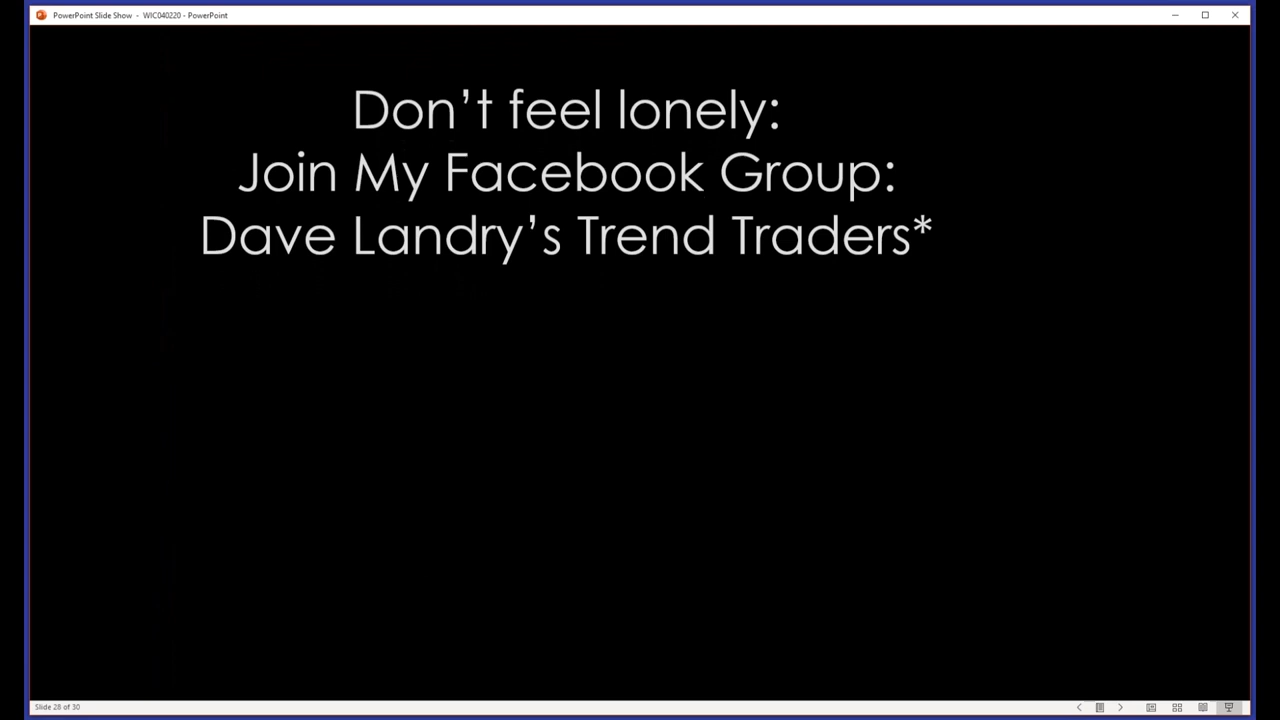 PowerPoint Slide Show - WIC040220 - PowerPoint
Don’t feel lonely:
Join My Facebook Group:
Dave Landry’s Trend Traders*
Slide 28 of 30